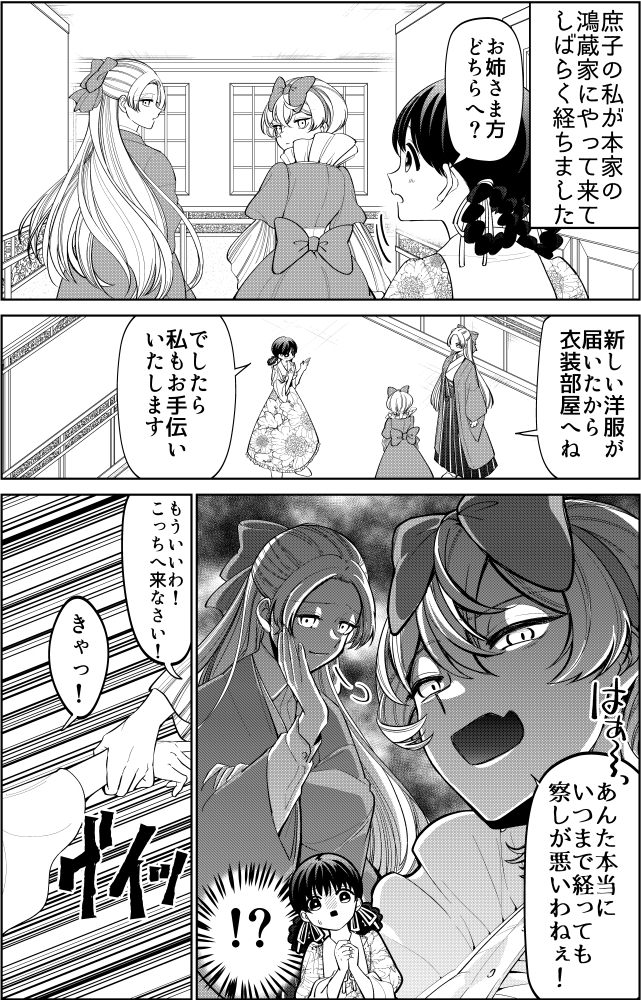 庶子の私が本家の
鴻蔵家にやって来て
しばらく経ちました
お姉さま方
どちらへ？
新しい洋服が
届いたから
衣装部屋へね
でしたら
私もお手伝い
いたします
はぁ〜っ
あんた本当に
いつまで経っても
察しが悪いわねぇ！
！？
もういいわ！
こっちへ来なさい！
きゃっ！
グイッ